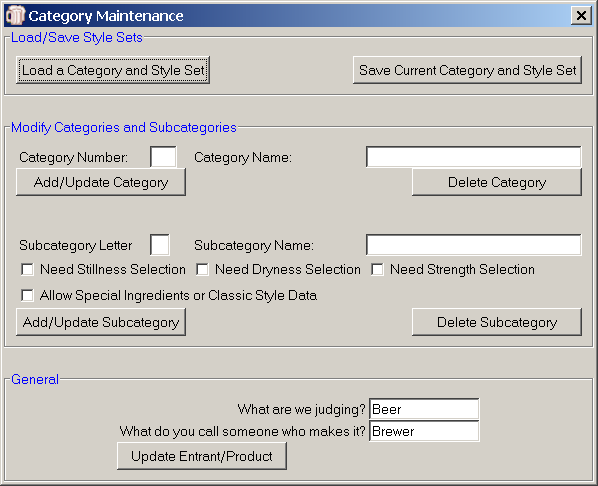 Category Maintenance
Load/Save Style Sets
Load a Category and Style Set Save Current Category and Style Set
Modify Categories and Subcategories
Category Number: Category Name:
Add/Update Category Delete Category
Subcategory Letter Subcategory Name:
Need Stillness Selection Need Dryness Selection Need Strength Selection
Allow Special Ingredients or Classic Style Data
Add/Update Subcategory Delete Subcategory
General
What are we judging? Beer
What do you call someone who makes it? Brewer
Update Entrant/Product